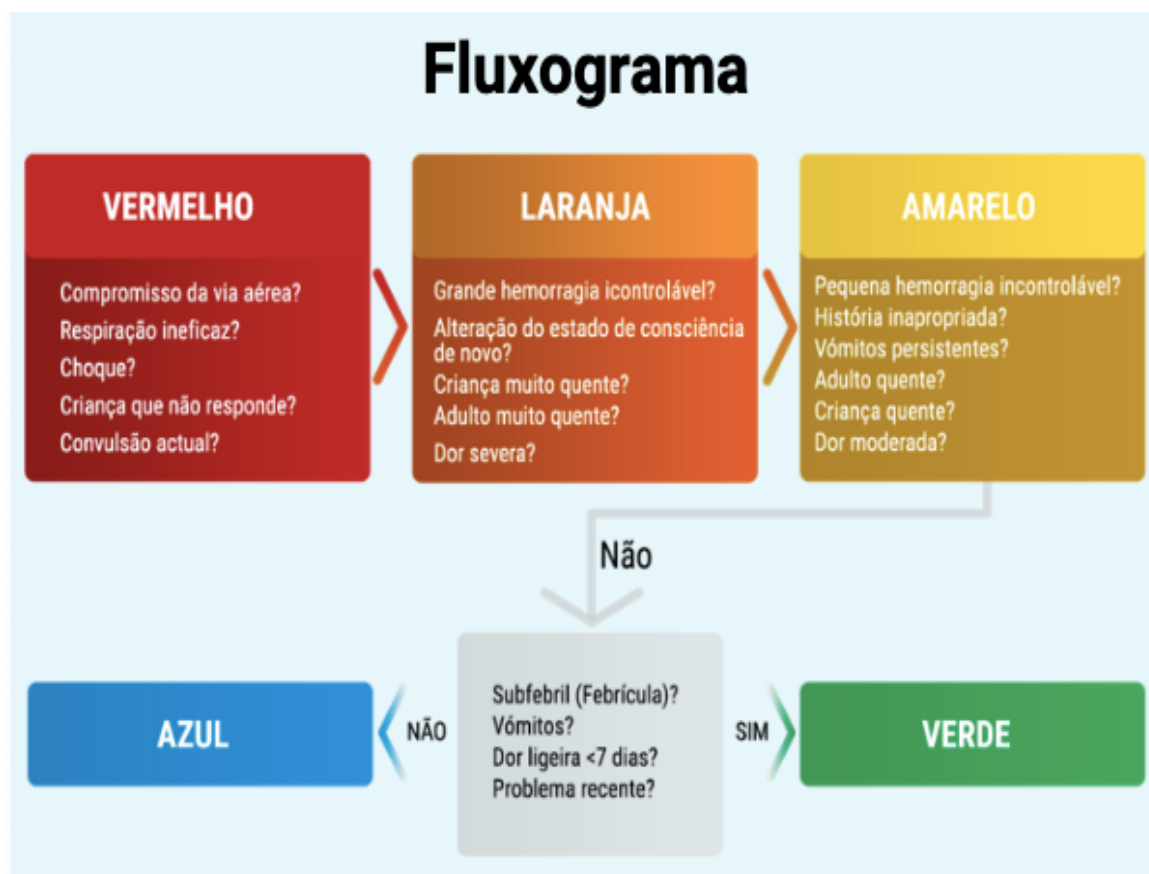 Fluxograma
VERMELHO
Compromisso da via aérea?
Respiração ineficaz?
Choque?
Criança que não responde?
Convulsão actual?
LARANJA
Grande hemorragia icontrolável?
Alteração do estado de consciência
de novo?
Criança muito quente?
Adulto muito quente?
Dor severa?
AMARELO
Pequena hemorragia incontrolável?
História inapropriada?
Vómitos persistentes?
Adulto quente?
Criança quente?
Dor moderada?
Não
AZUL
NÃO
Subfebril (Febrícula)?
Vómitos?
Dor ligeira <7 dias?
Problema recente?
SIM
VERDE